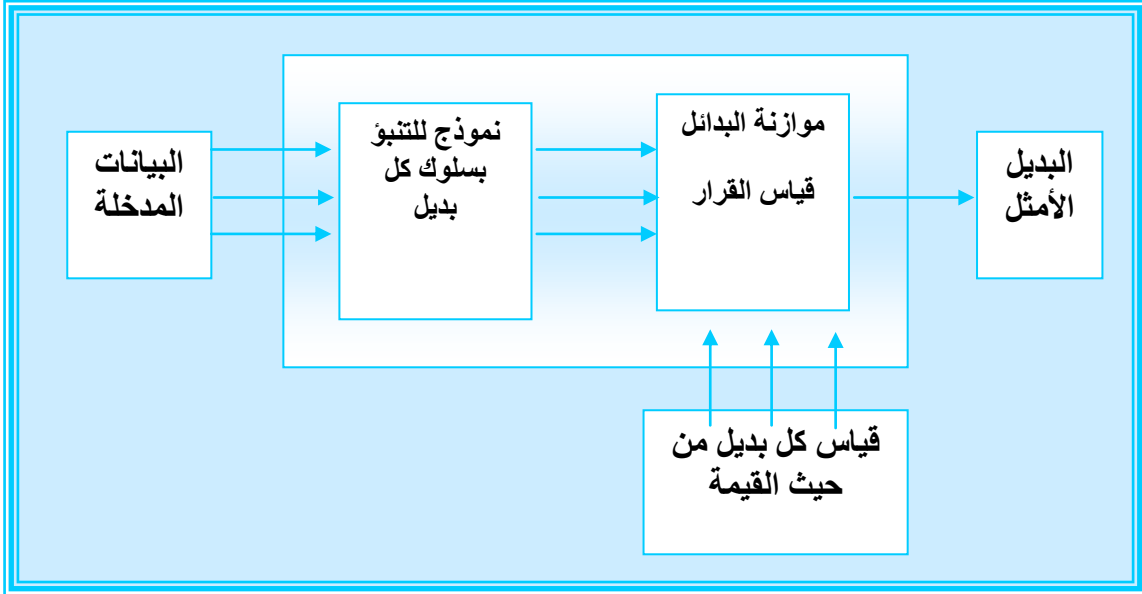 البيانات
المدخلة
نموذج للتنبؤ
بسلوك كل
بديل
موازنة البدائل
قياس القرار
البديل
الأمثل
قياس كل بديل من
حيث القيمة